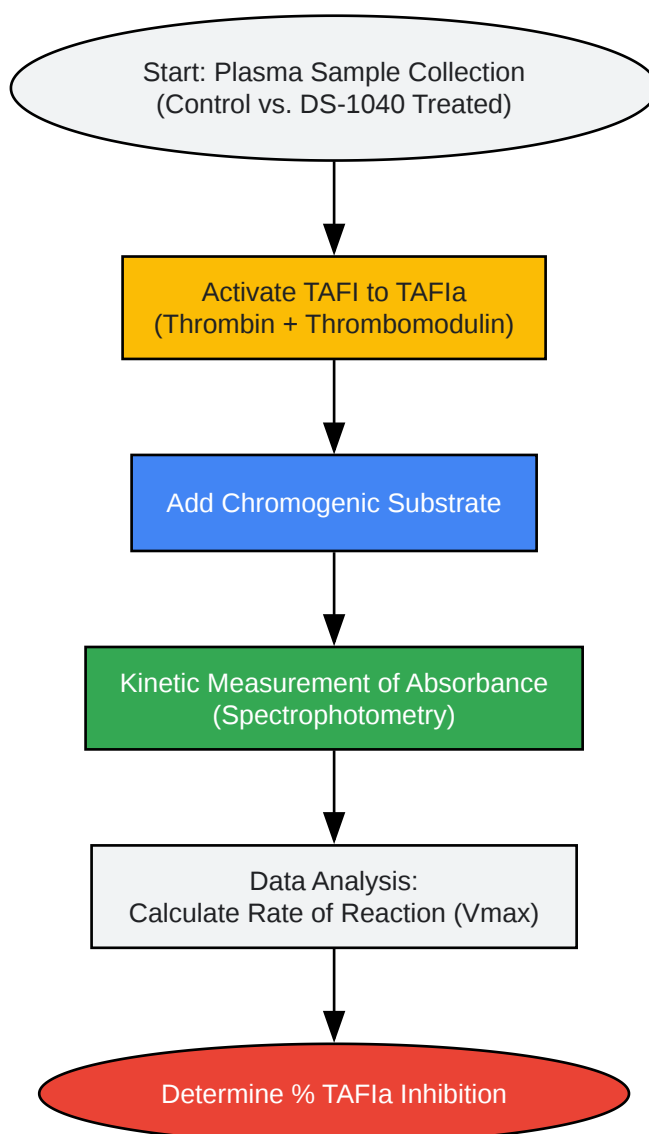 Start: Plasma Sample Collection
(Control vs. DS-1040 Treated)
Activate TAFI to TAFIa
(Thrombin + Thrombomodulin)
Add Chromogenic Substrate
Kinetic Measurement of Absorbance
(Spectrophotometry)
Data Analysis:
Calculate Rate of Reaction (Vmax)
Determine % TAFIa Inhibition